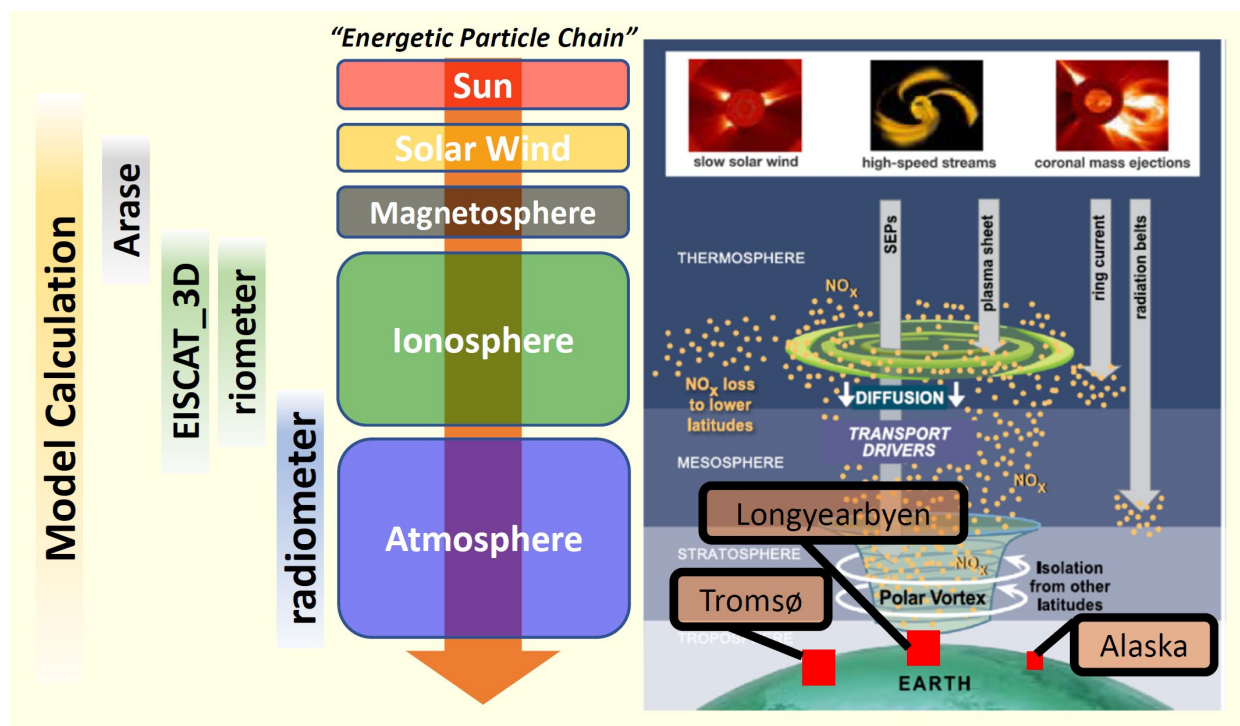 “Energetic Particle Chain”
Sun
Solar Wind
Magnetosphere
Ionosphere
Atmosphere
Model Calculation
Arase
EISCAT_3D
riometer
radiometer
slow solar wind
high-speed streams
coronal mass ejections
SEPs
plasma sheet
ring current
radiation belts
THERMOSPHERE
NOX
NOX loss
to lower
latitudes
DIFFUSION
TRANSPORT
DRIVERS
MESOSPHERE
NOX
Longyearbyen
STRATOSPHERE
NOX
Isolation
from other
latitudes
Polar Vortex
Tromsø
TROPOSPHERE
Alaska
EARTH